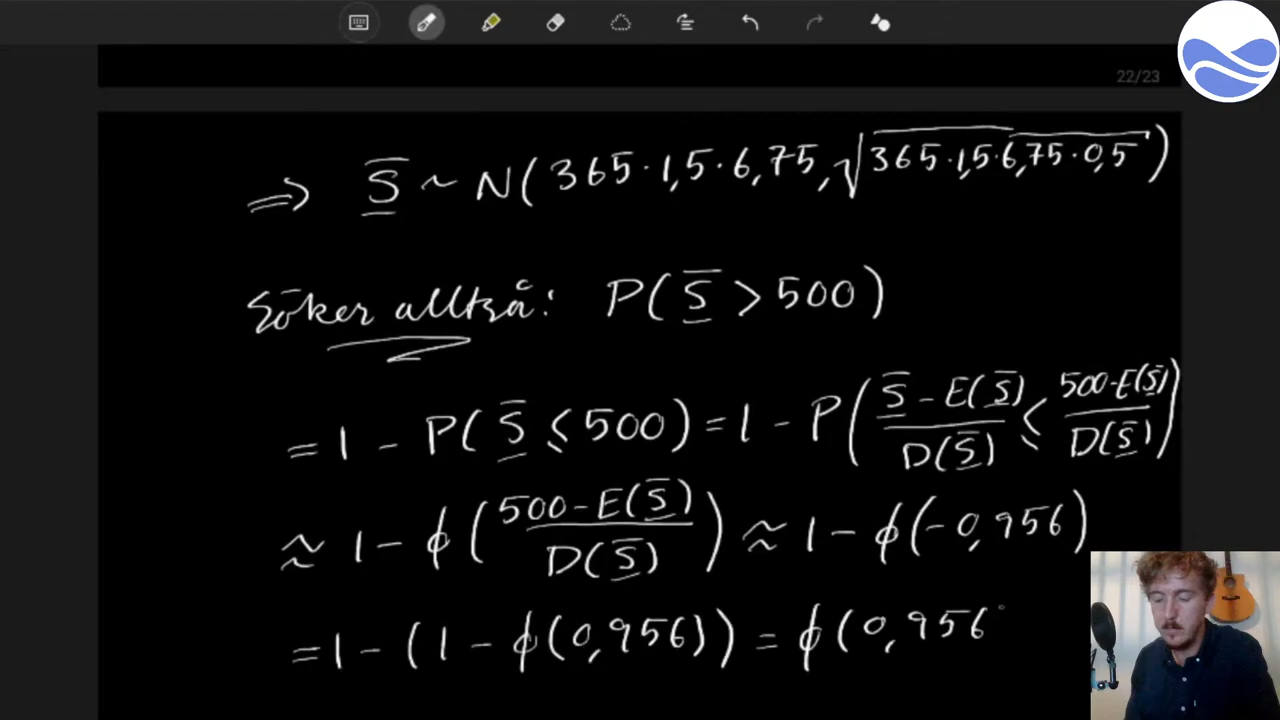 22/23
⇒ S̅ ~ N(365·1,5·6,75, √(365·1,5·6,75·0,5))
Söker alltså: P(S̅ > 500)
= 1 - P(S̅ ≤ 500) = 1 - P((S̅ - E(S̅))/D(S̅) ≤ (500-E(S̅))/D(S̅))
≈ 1 - ϕ((500-E(S̅))/D(S̅)) ≈ 1 - ϕ(-0,956)
= 1 - (1 - ϕ(0,956)) = ϕ(0,956